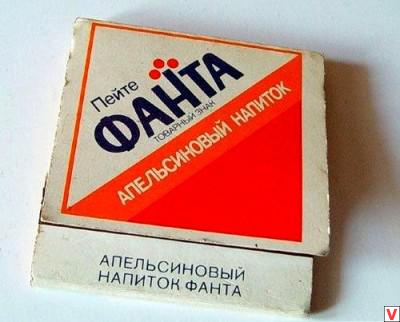 Пейте
ФАНТА
ТОВАРНЫЙ ЗНАК
АПЕЛЬСИНОВЫЙ НАПИТОК
АПЕЛЬСИНОВЫЙ
НАПИТОК ФАНТА
V